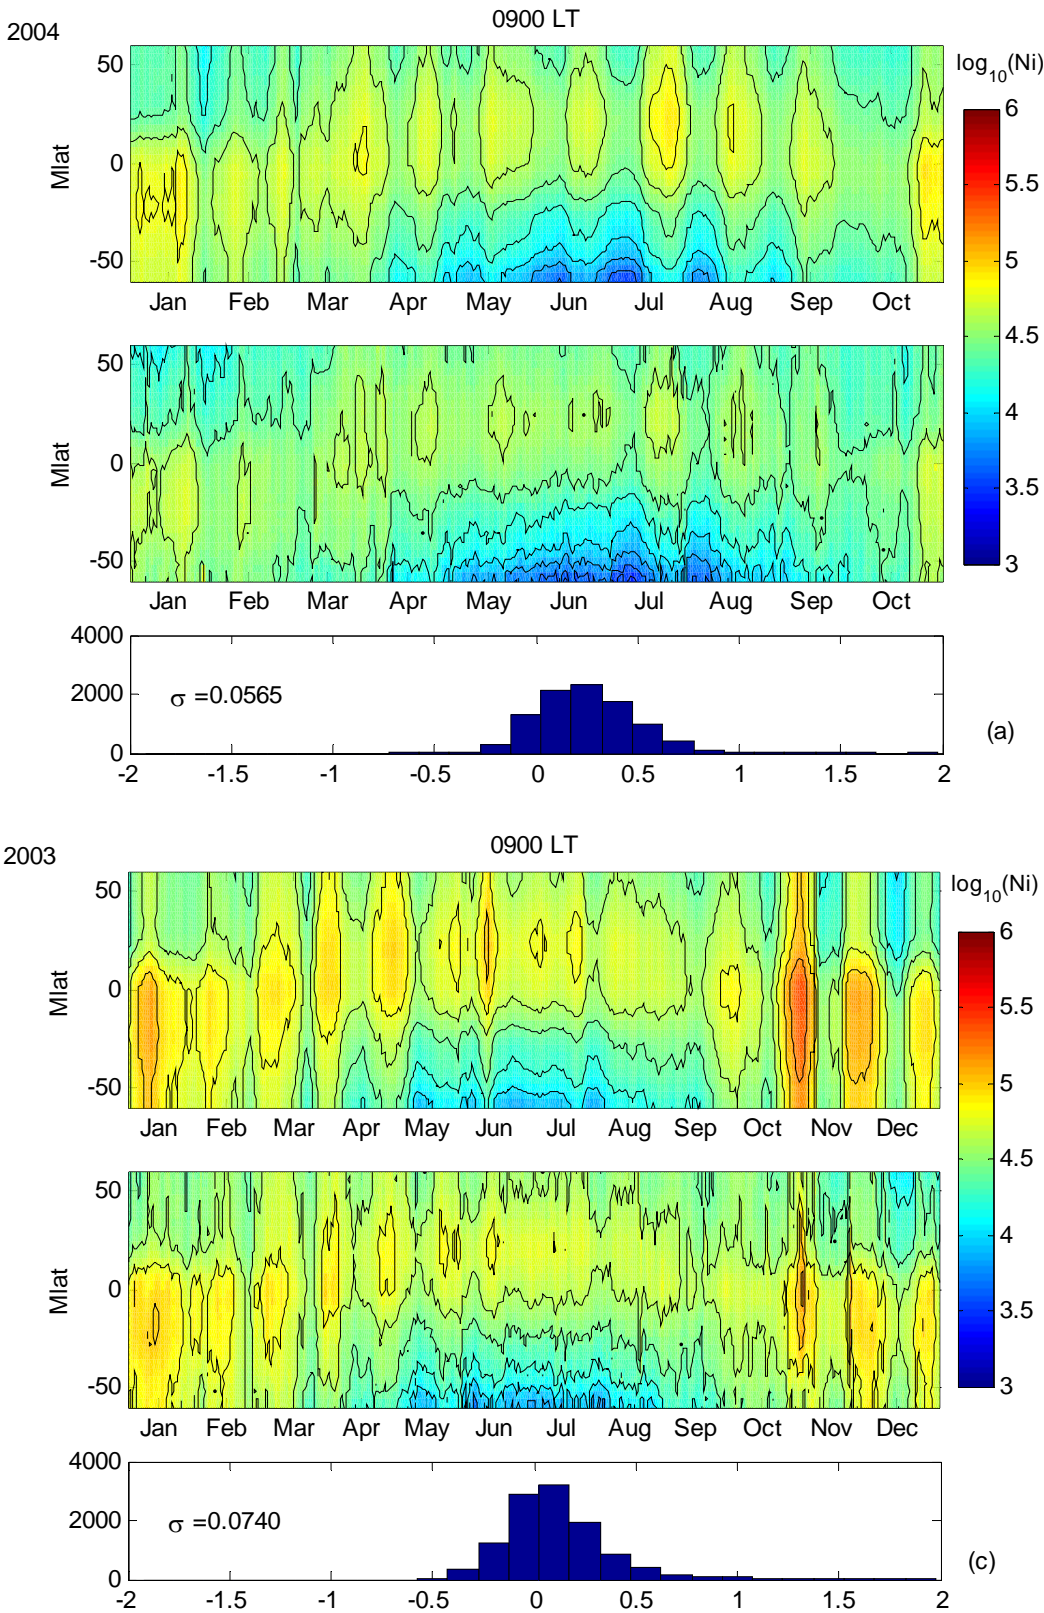 2004
0900 LT
log10(Ni)
50
0
-50
Mlat
Jan Feb Mar Apr May Jun Jul Aug Sep Oct
6
5.5
5
4.5
4
3.5
3
50
0
-50
Mlat
Jan Feb Mar Apr May Jun Jul Aug Sep Oct
4000
2000
0
σ =0.0565
(a)
-2 -1.5 -1 -0.5 0 0.5 1 1.5 2
2003
0900 LT
log10(Ni)
50
0
-50
Mlat
Jan Feb Mar Apr May Jun Jul Aug Sep Oct Nov Dec
6
5.5
5
4.5
4
3.5
3
50
0
-50
Mlat
Jan Feb Mar Apr May Jun Jul Aug Sep Oct Nov Dec
4000
2000
0
σ =0.0740
(c)
-2 -1.5 -1 -0.5 0 0.5 1 1.5 2